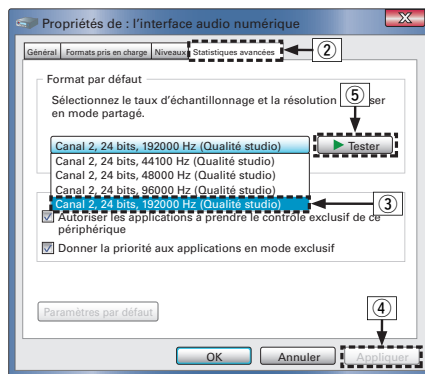 Propriétés de : l'interface audio numérique
X
Général Formats pris en charge Niveaux Statistiques avancées ②
Format par défaut
Sélectionnez le taux d'échantillonnage et la résolution ser
en mode partagé.
⑤
Canal 2, 24 bits, 192000 Hz (Qualité studio) Tester
Canal 2, 24 bits, 44100 Hz (Qualité studio)
Canal 2, 24 bits, 48000 Hz (Qualité studio)
Canal 2, 24 bits, 96000 Hz (Qualité studio)
Canal 2, 24 bits, 192000 Hz (Qualité studio) ③
Autoriser les applications à prendre le contrôle exclusif de ce
périphérique
Donner la priorité aux applications en mode exclusif
Paramètres par défaut
④
OK Annuler Appliquer